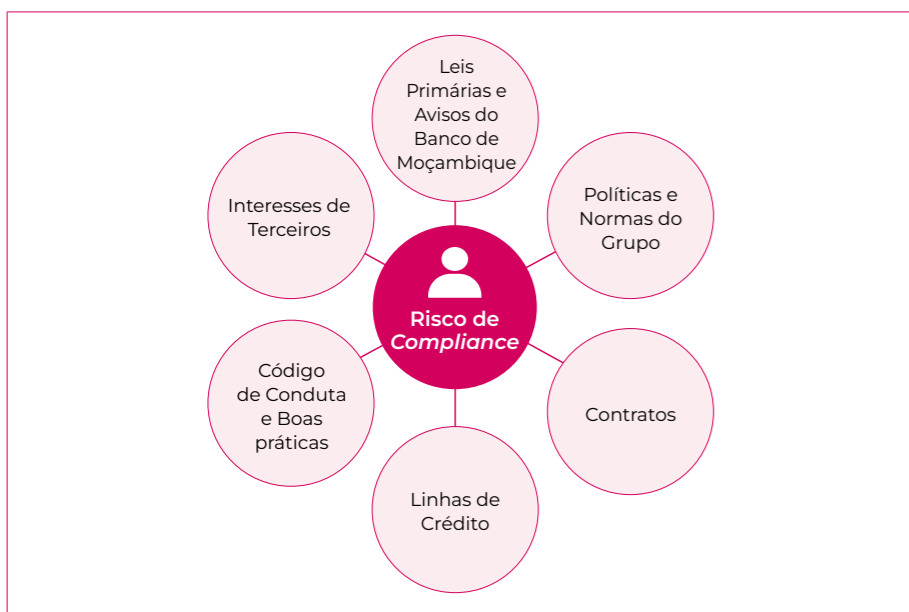 Leis
Primárias e
Avisos do
Banco de
Moçambique
Políticas e
Normas do
Grupo
Contratos
Linhas de
Crédito
Código
de Conduta
e Boas
práticas
Interesses de
Terceiros
Risco de
Compliance